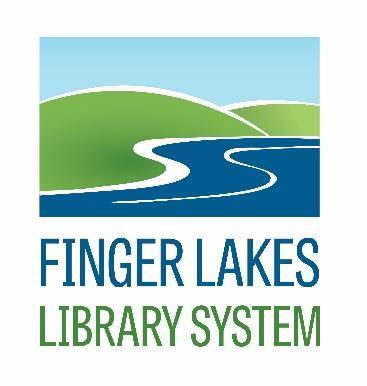 FINGER LAKES
LIBRARY SYSTEM